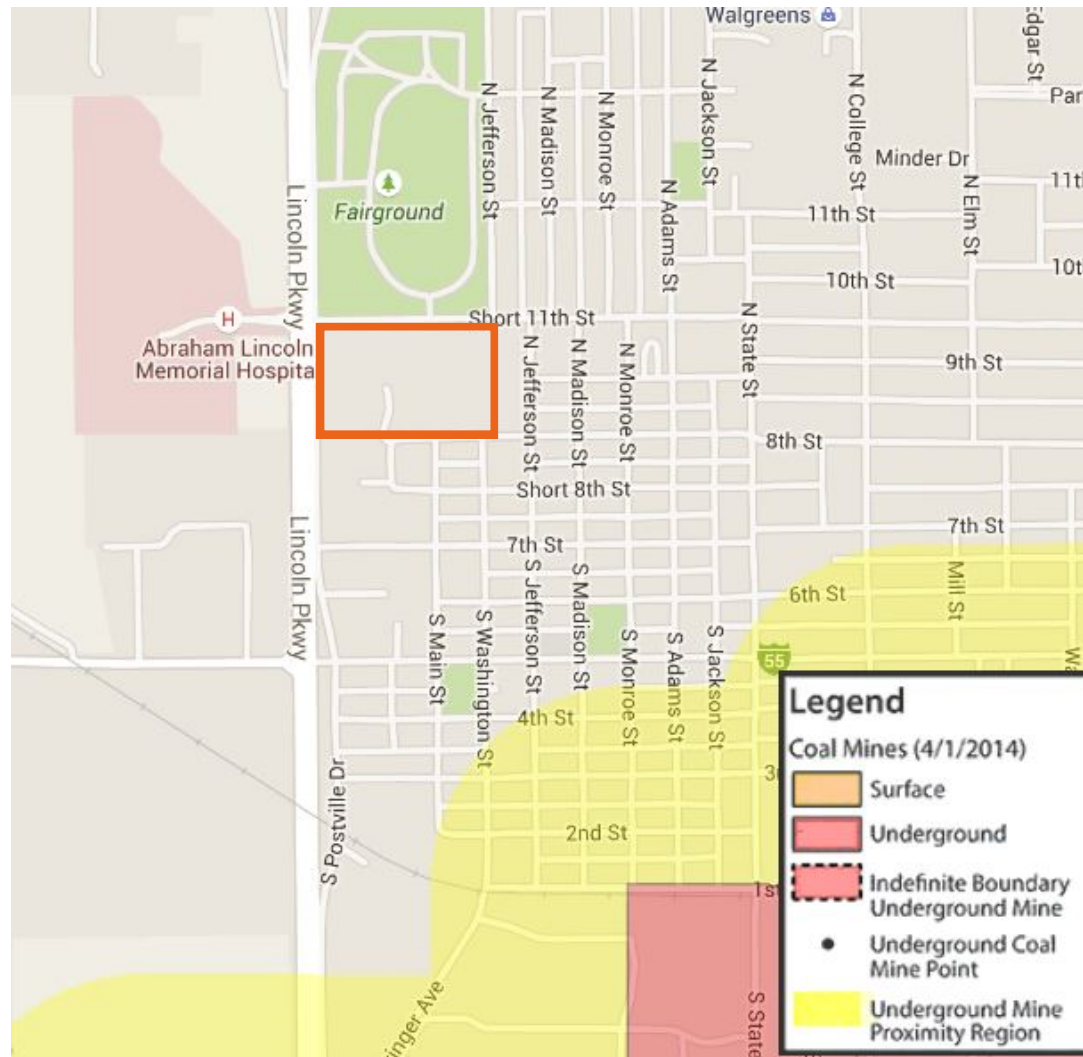 Walgreens
Edgar St
N Jefferson St
N Madison St
N Monroe St
N Jackson St
N College St
Par
Minder Dr
11t
N Elm St
Lincoln Pkwy
Fairground
N Adams St
11th St
10th St
10t
H
Short 11th St
Abraham Lincoln
Memorial Hospita
N Jefferson St
N Madison St
N Monroe St
N State St
9th St
8th St
Short 8th St
Lincoln Pkwy
7th St
7th St
S Jefferson St
S Madison St
6th St
Mill St
S Main St
S Washington St
S Monroe St
S Adams St
S Jackson St
55
4th St
S Postville Dr
2nd St
1st
inger Ave
S State
Legend
Coal Mines (4/1/2014)
Surface
Underground
Indefinite Boundary
Underground Mine
Underground Coal
Mine Point
Underground Mine
Proximity Region